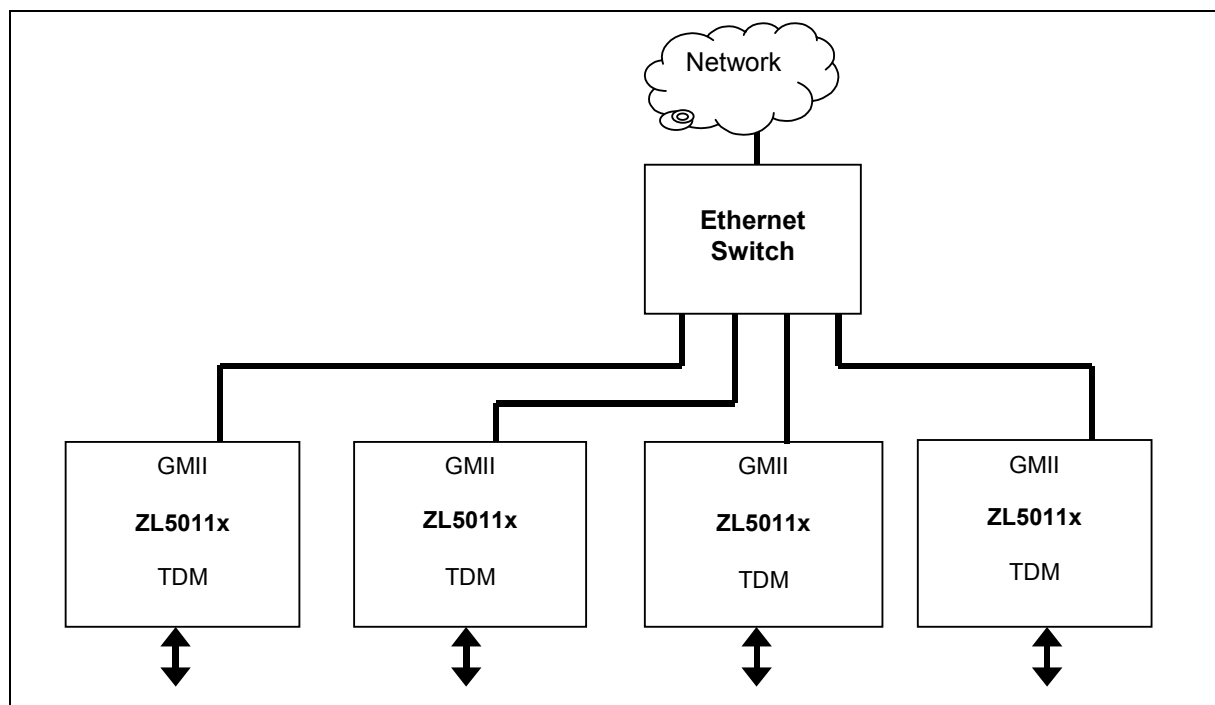 Network
Ethernet
Switch
GMII
ZL5011x
TDM
GMII
ZL5011x
TDM
GMII
ZL5011x
TDM
GMII
ZL5011x
TDM